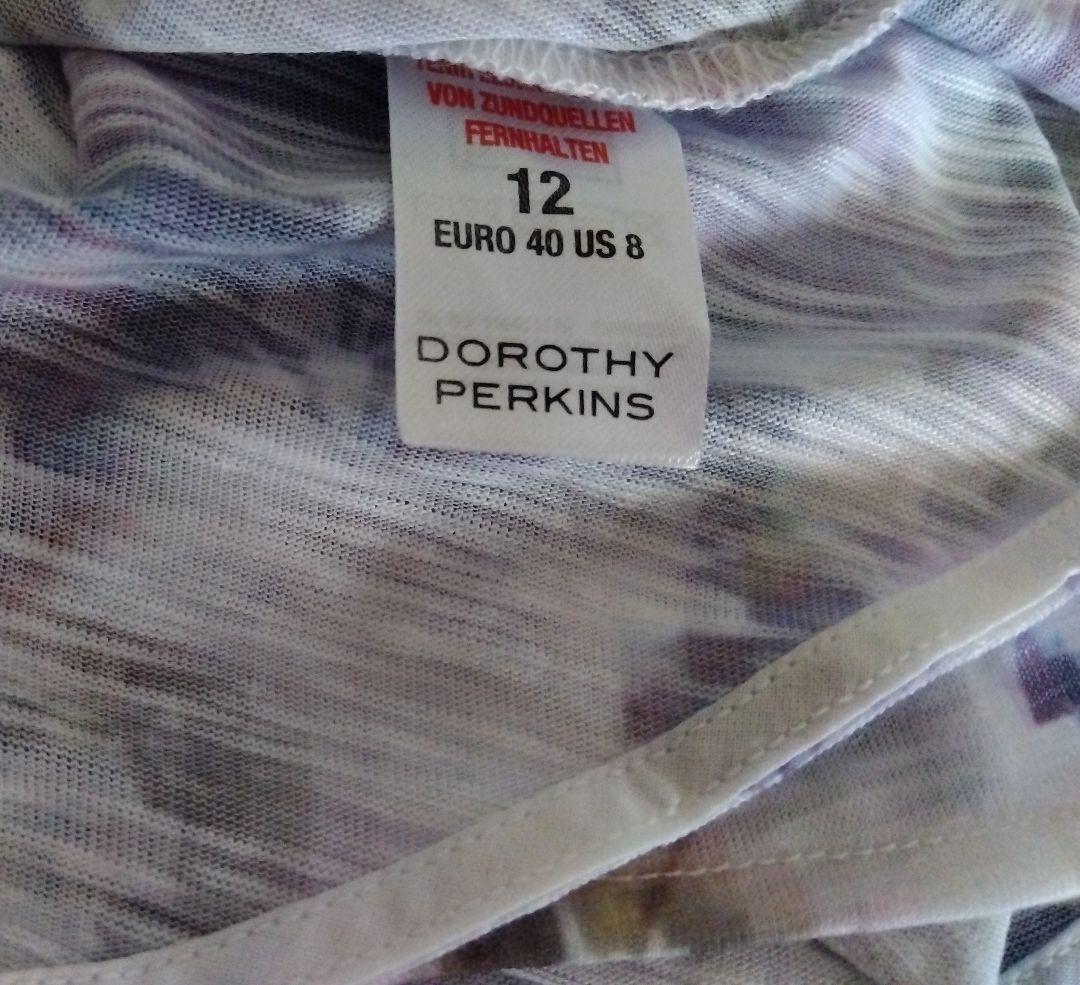 VON ZUNDQUELLEN
FERNHALTEN
12
EURO 40 US 8
DOROTHY
PERKINS